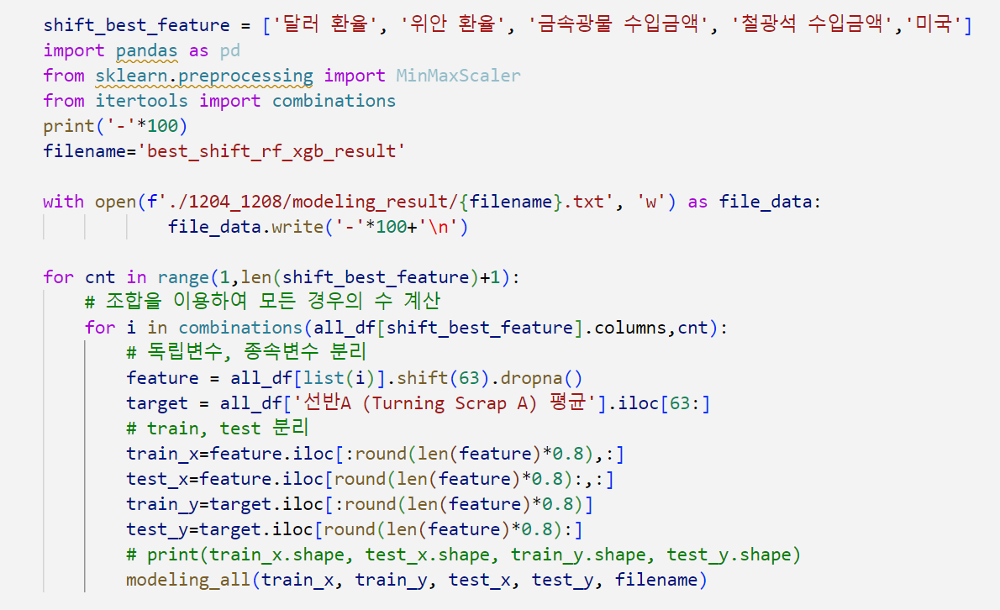 shift_best_feature = ['달러 환율', '위안 환율', '금속광물 수입금액', '철광석 수입금액','미국']
import pandas as pd
from sklearn.preprocessing import MinMaxScaler
from itertools import combinations
print('-'*100)
filename='best_shift_rf_xgb_result'

with open(f'./1204_1208/modeling_result/{filename}.txt', 'w') as file_data:
            file_data.write('-'*100+'\n')

for cnt in range(1,len(shift_best_feature)+1):
    # 조합을 이용하여 모든 경우의 수 계산
    for i in combinations(all_df[shift_best_feature].columns,cnt):
        # 독립변수, 종속변수 분리
        feature = all_df[list(i)].shift(63).dropna()
        target = all_df['선반A (Turning Scrap A) 평균'].iloc[63:]
        # train, test 분리
        train_x=feature.iloc[:round(len(feature)*0.8),:]
        test_x=feature.iloc[round(len(feature)*0.8):,:]
        train_y=target.iloc[:round(len(feature)*0.8)]
        test_y=target.iloc[round(len(feature)*0.8):]
        # print(train_x.shape, test_x.shape, train_y.shape, test_y.shape)
        modeling_all(train_x, train_y, test_x, test_y, filename)